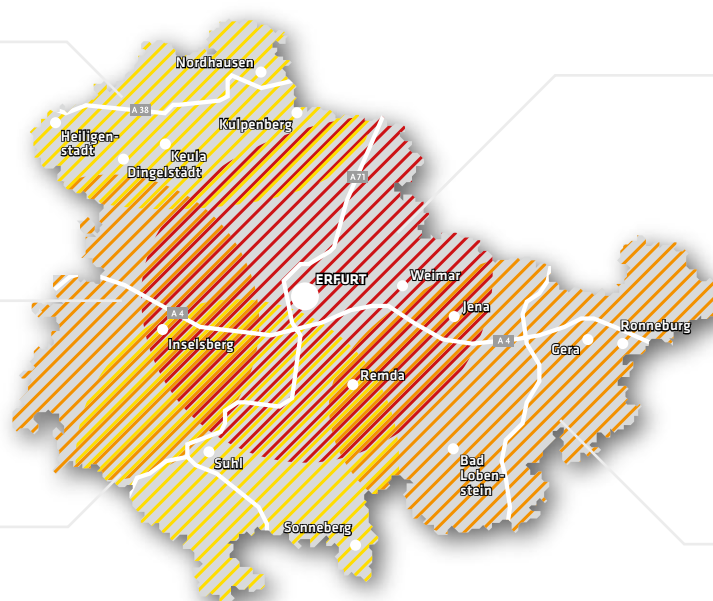 Nordhausen
A 38
Kulpenberg
Heiligen-
stadt
Keula
Dingelstädt
A71
ERFURT
Weimar
Jena
A 4
Inselsberg
A 4
Ronneburg
Gera
Remda
Suhl
Bad
Loben-
stein
Sonneberg